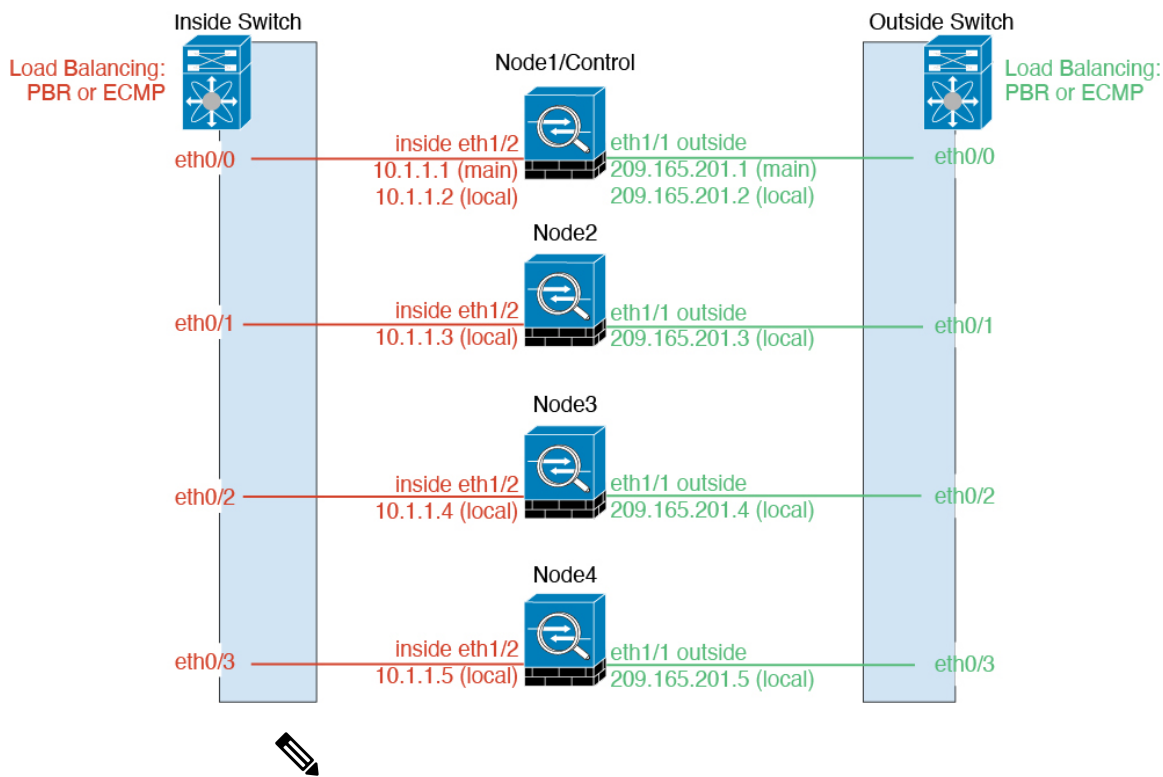 Inside Switch
Outside Switch
Load Balancing:
PBR or ECMP
Node1/Control
Load Balancing:
PBR or ECMP
eth0/0
inside eth1/2
10.1.1.1 (main)
10.1.1.2 (local)
eth1/1 outside
209.165.201.1 (main)
209.165.201.2 (local)
eth0/0
Node2
eth0/1
inside eth1/2
10.1.1.3 (local)
eth1/1 outside
209.165.201.3 (local)
eth0/1
Node3
eth0/2
inside eth1/2
10.1.1.4 (local)
eth1/1 outside
209.165.201.4 (local)
eth0/2
Node4
eth0/3
inside eth1/2
10.1.1.5 (local)
eth1/1 outside
209.165.201.5 (local)
eth0/3